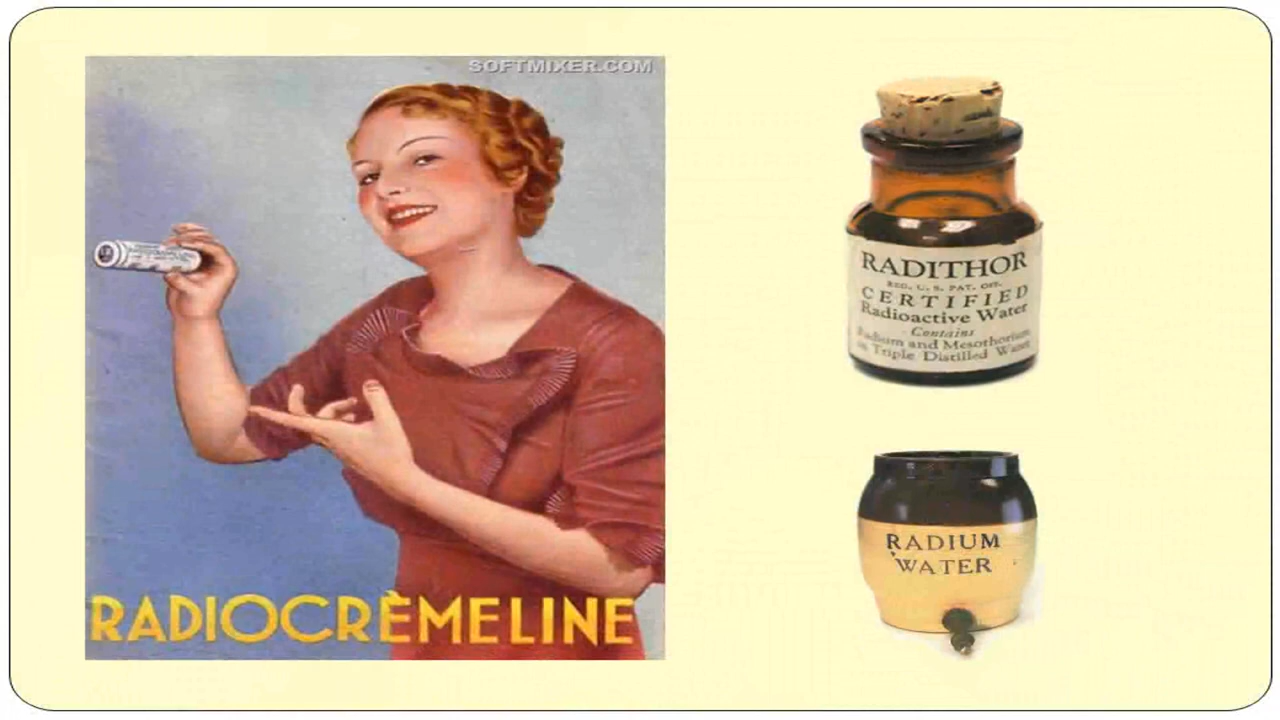 SOFTMIXER.COM
RADIOCRÈMELINE
RADITHOR
REG. U. S. PAT. OFF.
CERTIFIED
Radioactive Water
Contains
Radium and Mesothorium
in Triple Distilled Water
RADIUM
WATER